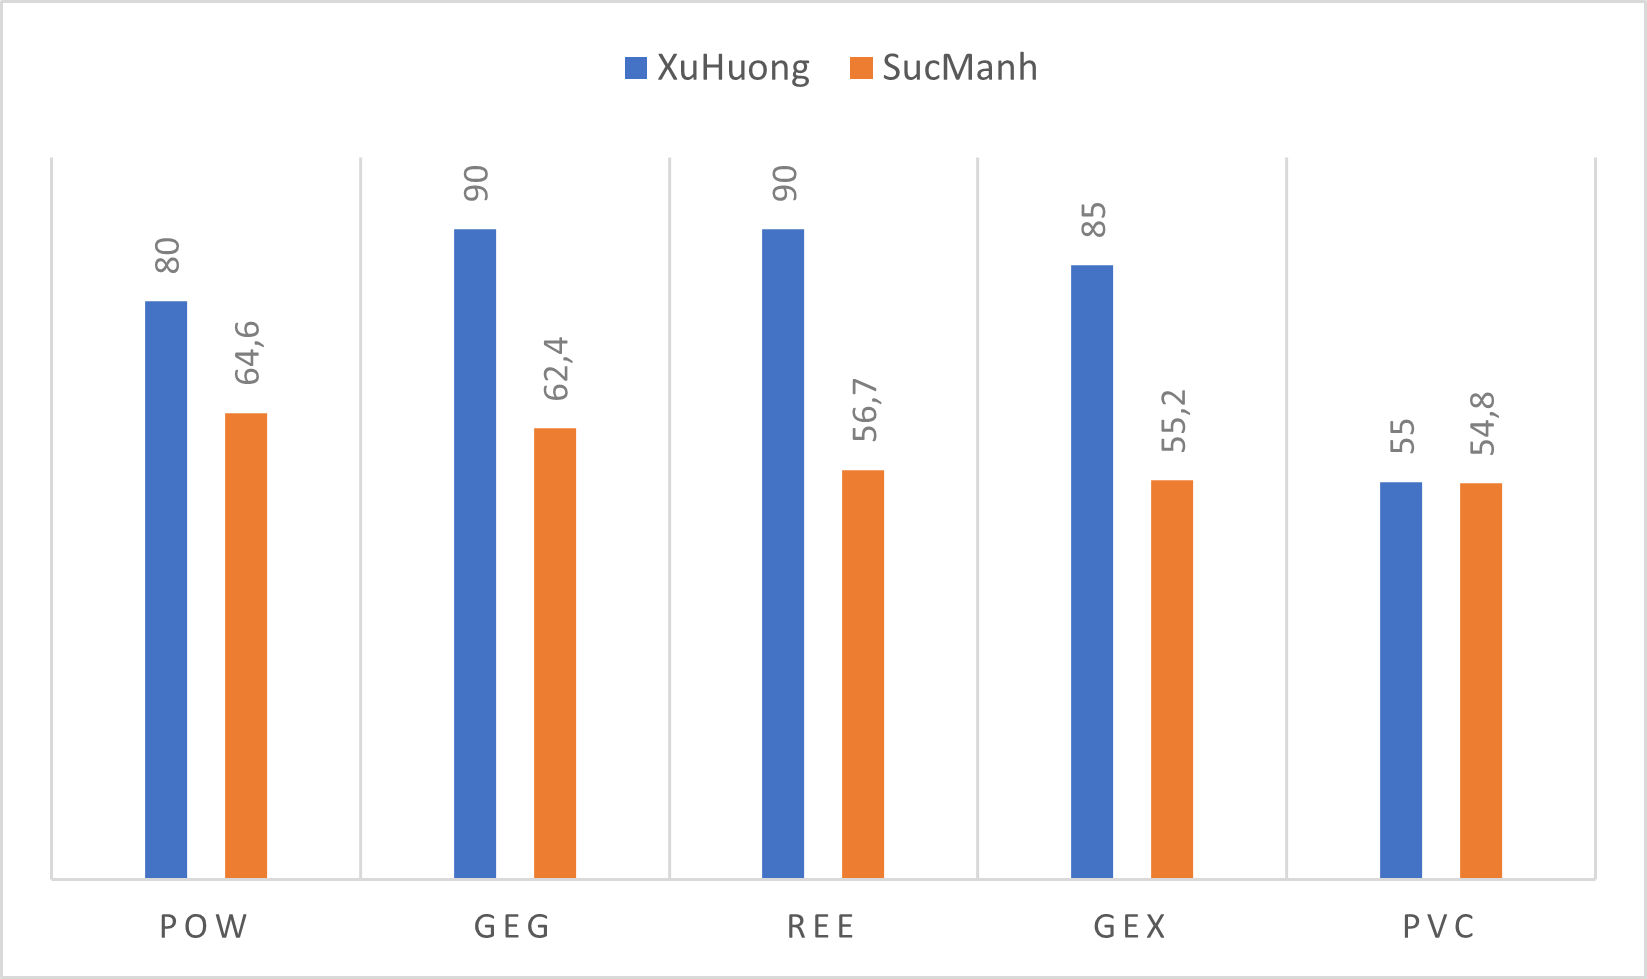 XuHuong SucManh
80 64,6 90 62,4 90 56,7 85 55,2 55 54,8
POW GEG REE GEX PVC